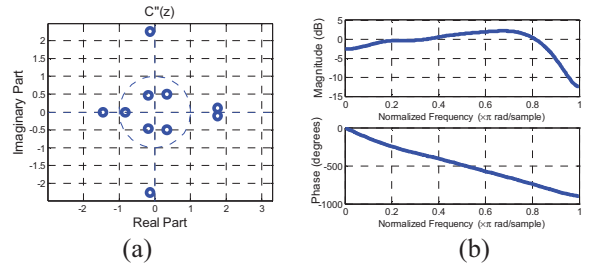 C"(z)
2.5
2
1.5
1
0.5
0
-0.5
-1
-1.5
-2
Imaginary Part
-2 -1 0 1 2 3
Real Part
(a)
5
0
-5
-10
-15
Magnitude (dB)
0 0.2 0.4 0.6 0.8 1
Normalized Frequency (×π rad/sample)
0
-500
-1000
Phase (degrees)
0 0.2 0.4 0.6 0.8 1
Normalized Frequency (×π rad/sample)
(b)